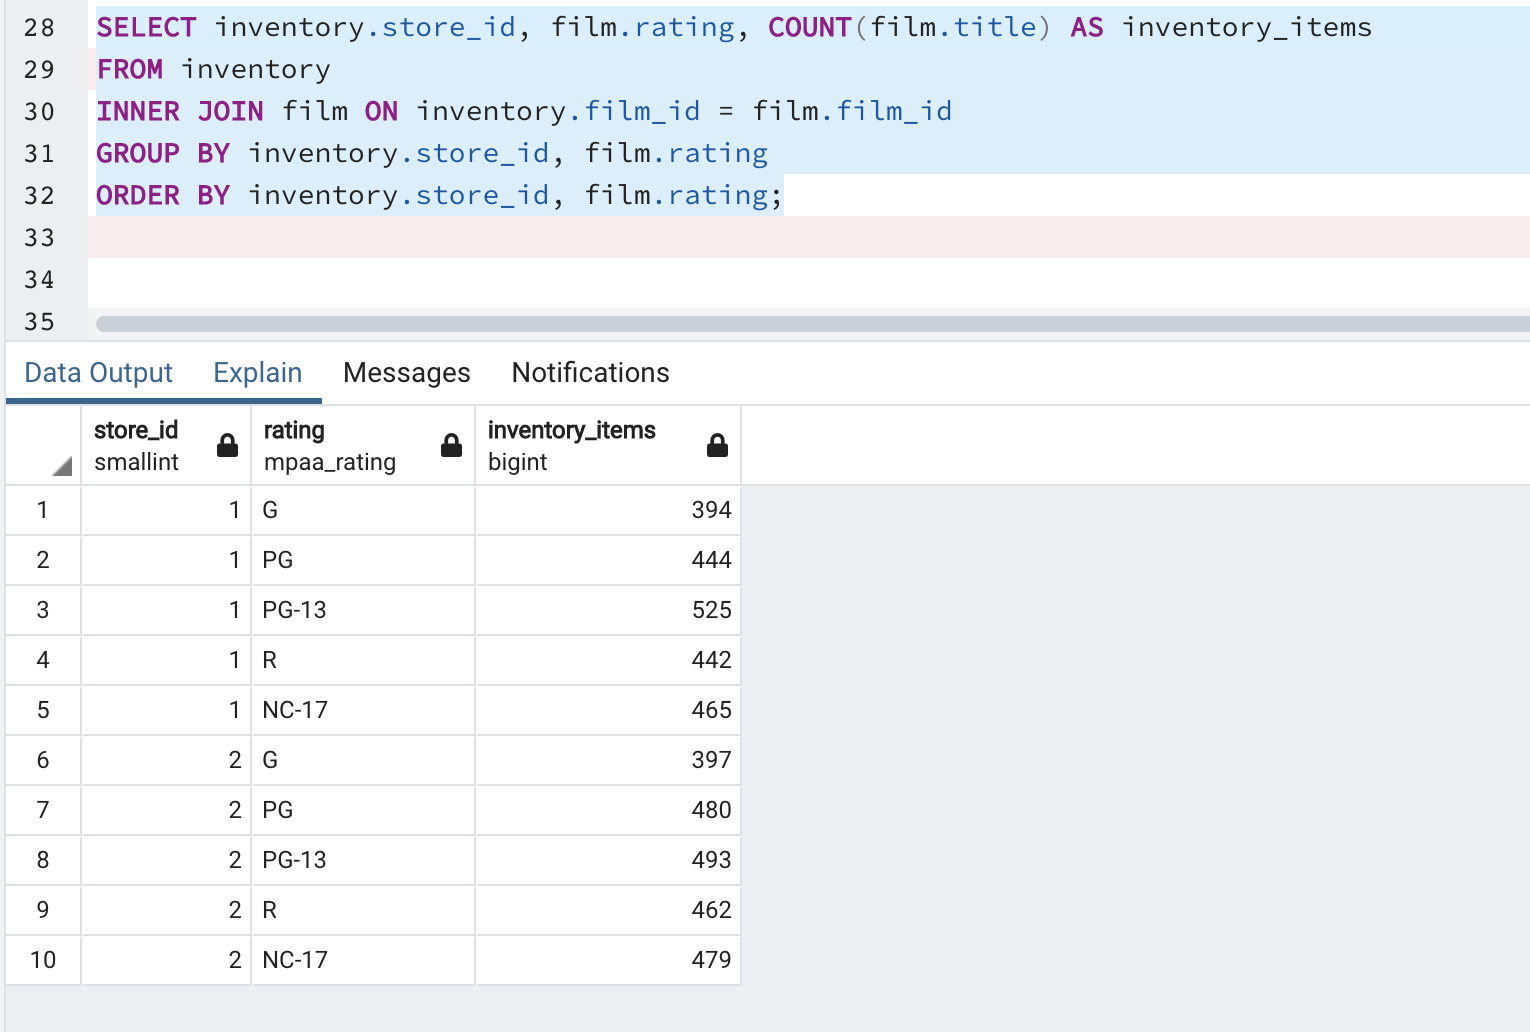 28 SELECT inventory.store_id, film.rating, COUNT(film.title) AS inventory_items
29 FROM inventory
30 INNER JOIN film ON inventory.film_id = film.film_id
31 GROUP BY inventory.store_id, film.rating
32 ORDER BY inventory.store_id, film.rating;
33
34
35
Data Output Explain Messages Notifications
store_id rating inventory_items
smallint mpaa_rating bigint
1 1 G 394
2 1 PG 444
3 1 PG-13 525
4 1 R 442
5 1 NC-17 465
6 2 G 397
7 2 PG 480
8 2 PG-13 493
9 2 R 462
10 2 NC-17 479